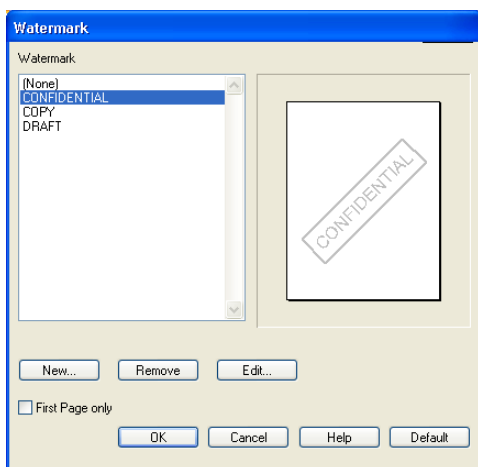 Watermark
Watermark
(None)
CONFIDENTIAL
COPY
DRAFT
CONFIDENTIAL
New... Remove Edit...
First Page only
OK Cancel Help Default